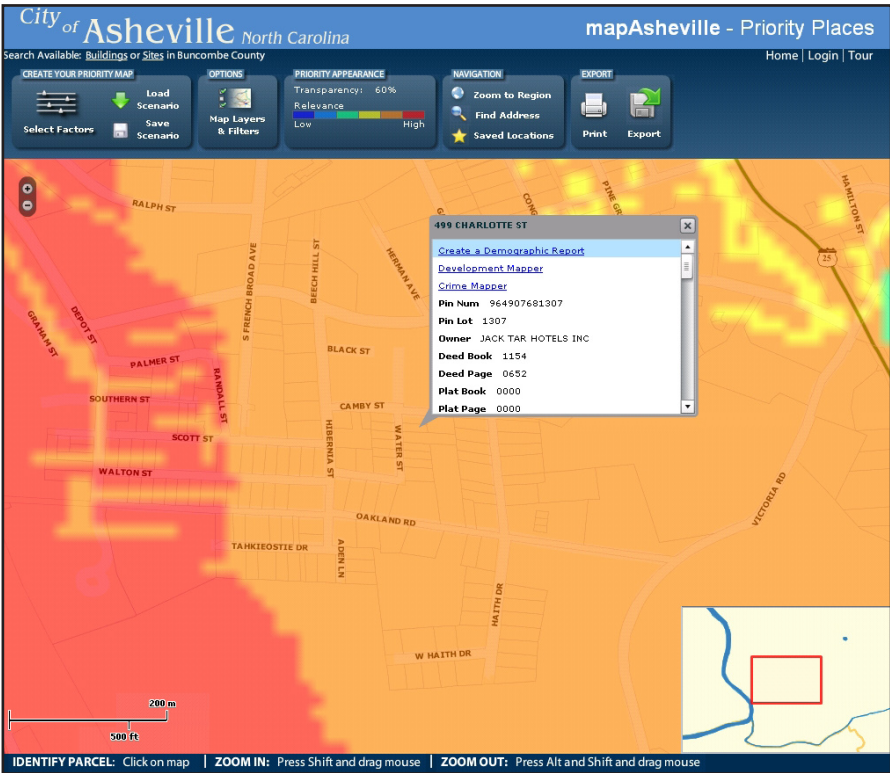 City of Asheville North Carolina
mapAsheville - Priority Places
Search Available: Buildings or Sites in Buncombe County
Home | Login | Tour
CREATE YOUR PRIORITY MAP
Select Factors
Load Scenario
Save Scenario
OPTIONS
Map Layers & Filters
PRIORITY APPEARANCE
Transparency: 60%
Relevance
Low High
NAVIGATION
Zoom to Region
Find Address
Saved Locations
EXPORT
Print
Export
RALPH ST
S FRENCH BROAD AVE
BEECH HILL ST
HERMAN AVE
PINE GR
HAMILTON ST
25
499 CHARLOTTE ST
Create a Demographic Report
Development Mapper
Crime Mapper
Pin Num 964907681307
Pin Lot 1307
Owner JACK TAR HOTELS INC
Deed Book 1154
Deed Page 0652
Plat Book 0000
Plat Page 0000
GRAHAM ST
DEPOT ST
PALMER ST
RANDALL ST
BLACK ST
SOUTHERN ST
CAMBY ST
SCOTT ST
HIBERNIA ST
WATER ST
WALTON ST
VICTORIA RD
OAKLAND RD
TAHKIEOSTIE DR
ADEN LN
HAITH DR
W HAITH DR
200 m
500 ft
IDENTIFY PARCEL: Click on map | ZOOM IN: Press Shift and drag mouse | ZOOM OUT: Press Alt and Shift and drag mouse